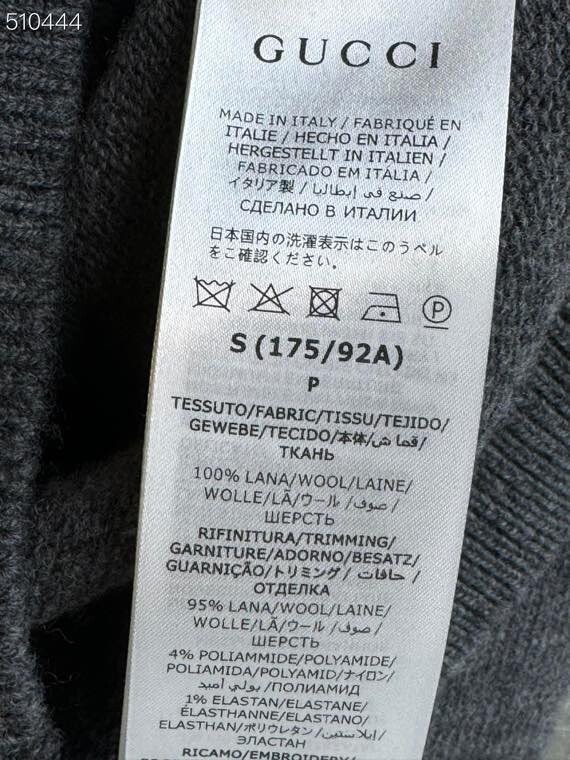 510444
GUCCI
MADE IN ITALY / FABRIQUÉ EN
ITALIE / HECHO EN ITALIA /
HERGESTELLT IN ITALIEN /
FABRICADO EM ITÁLIA /
イタリア製 / صنع في إيطاليا /
СДЕЛАНО В ИТАЛИИ
日本国内の洗濯表示はこのうベル
をご確認ください。
P
S (175/92A)
P
TESSUTO/FABRIC/TISSU/TEJIDO/
GEWEBE/TECIDO/本体/قماش/
ТКАНЬ
100% LANA/WOOL/LAINE/
WOLLE/LÃ/ウール /صوف/
ШЕРСТЬ
RIFINITURA/TRIMMING/
GARNITURE/ADORNO/BESATZ/
GUARNIÇÃO/トリミング/ حافات /
ОТДЕЛКА
95% LANA/WOOL/LAINE/
WOLLE/LÃ/ウール /صوف/
ШЕРСТЬ
4% POLIAMMIDE/POLYAMIDE/
POLIAMIDA/POLYAMID/ナイロン/
بولي أميد /ПОЛИАМИД
1% ELASTAN/ELASTANE/
ÉLASTHANNE/ELASTANO/
ELASTHAN/ポリウレタン /إيلاستين/
ЭЛАСТАН
RICAMO/EMBROIDERY/